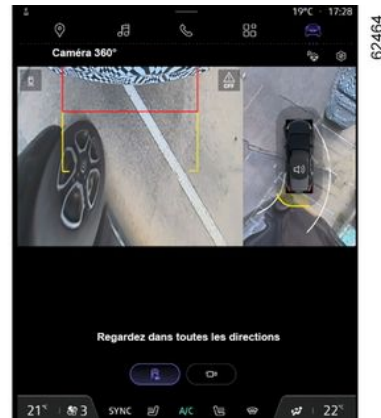 19°C - 17:28
Caméra 360°
OFF
Regardez dans toutes les directions
21°C 3 SYNC A/C 22°C
62464